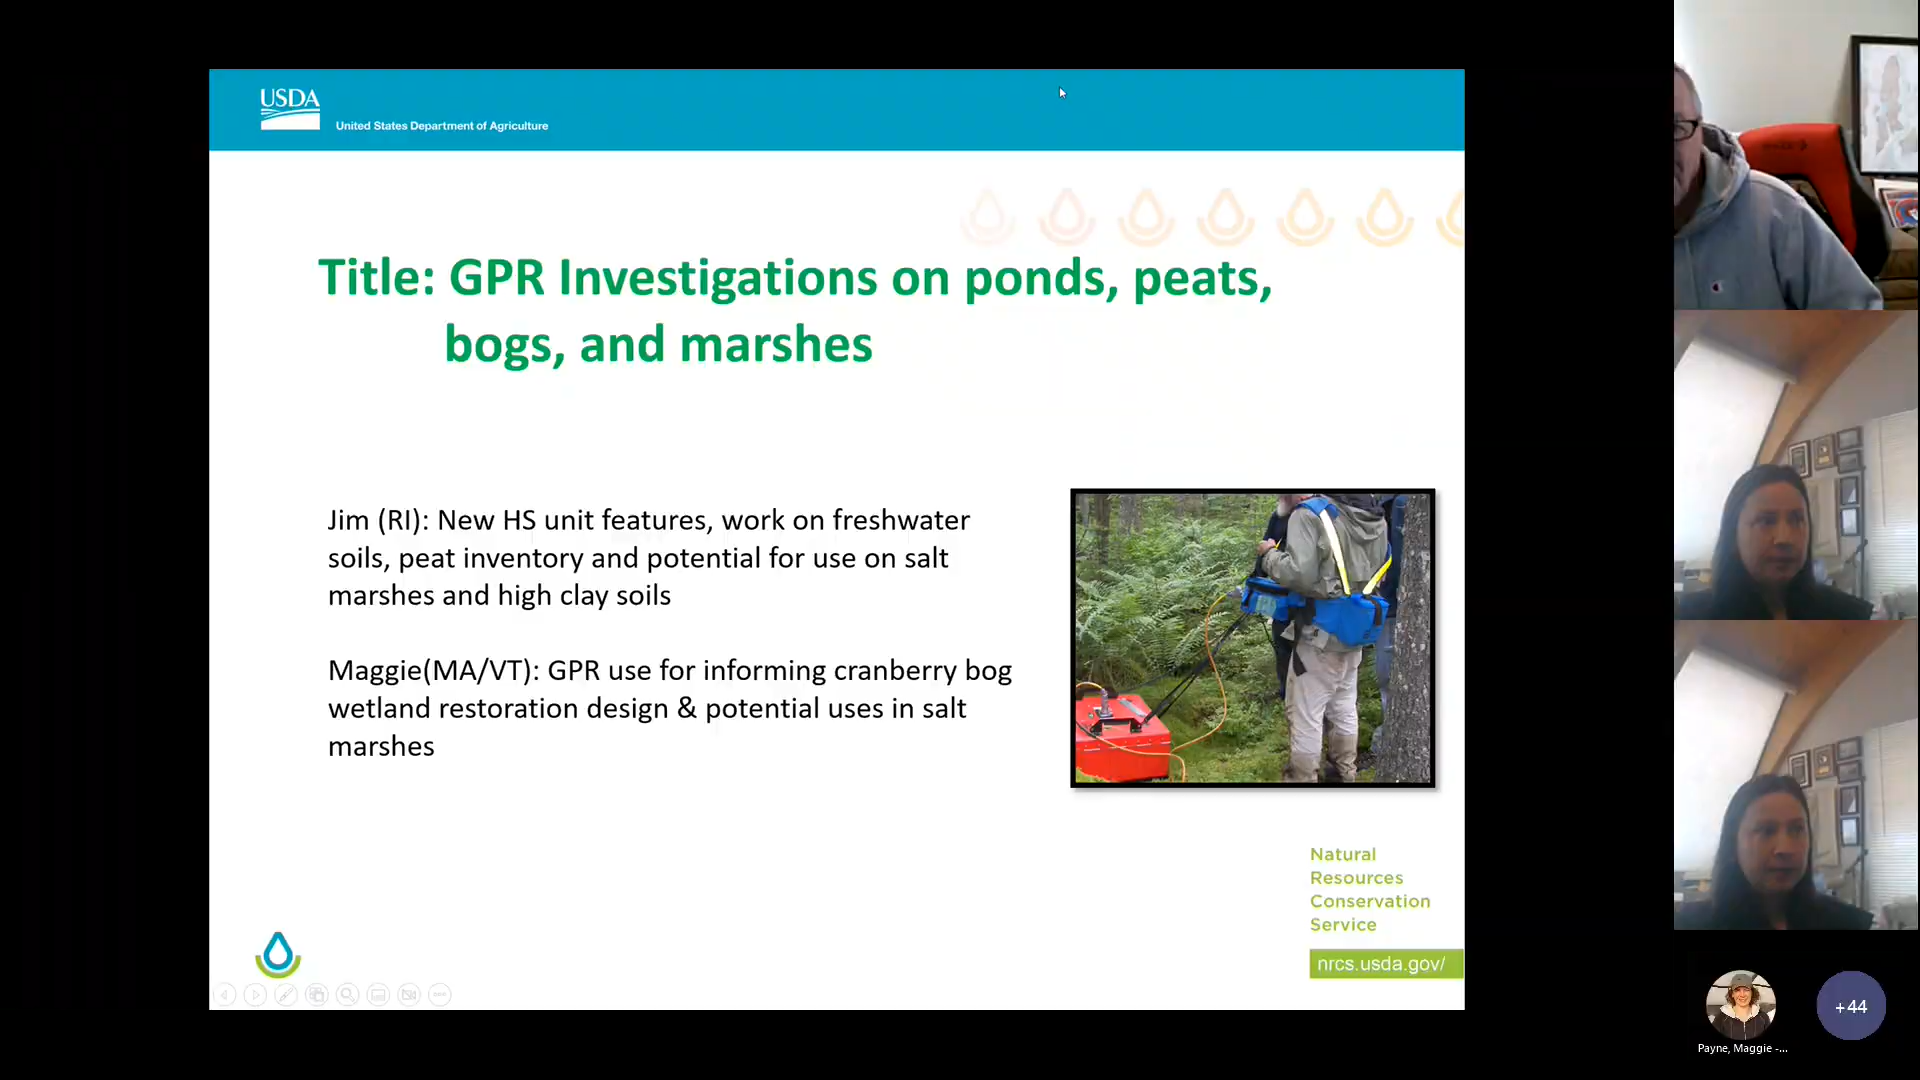 USDA
United States Department of Agriculture
Title: GPR Investigations on ponds, peats,
bogs, and marshes
Jim (RI): New HS unit features, work on freshwater
soils, peat inventory and potential for use on salt
marshes and high clay soils
Maggie(MA/VT): GPR use for informing cranberry bog
wetland restoration design & potential uses in salt
marshes
Natural
Resources
Conservation
Service
nrcs.usda.gov/
+44
Payne, Maggie -...